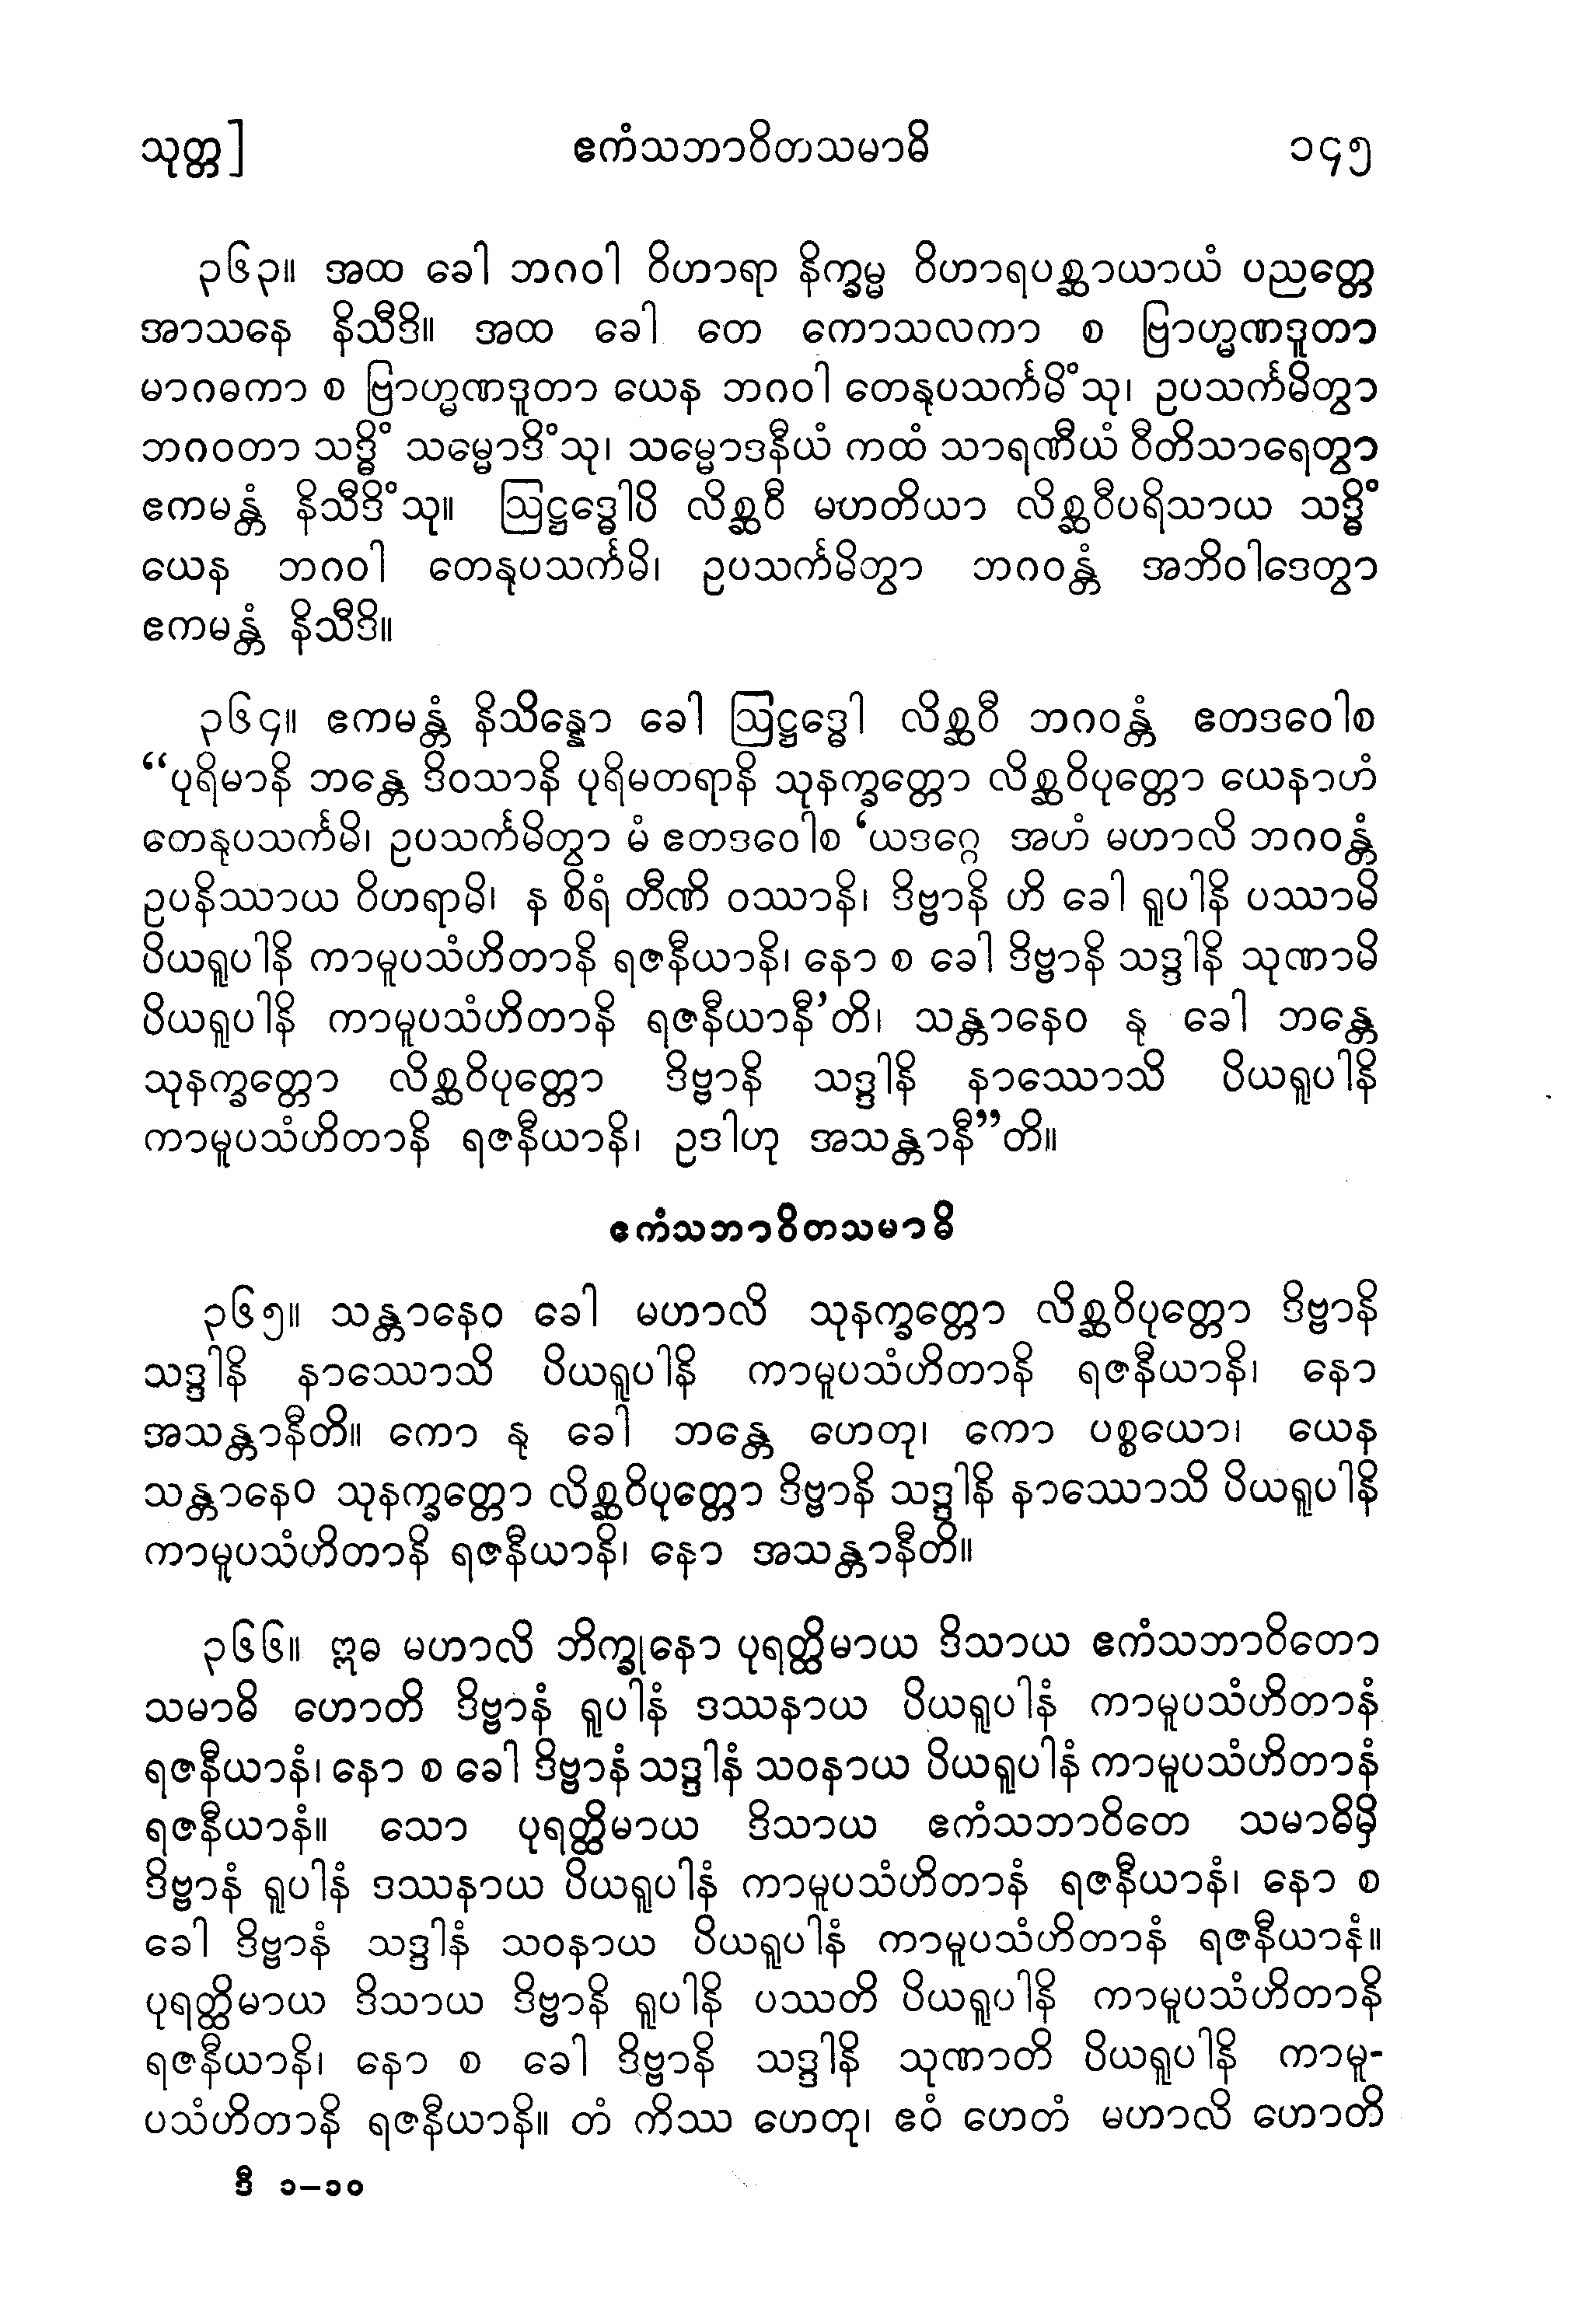 သုတ္တ]
ဧကံသဘာဝိတသမာဓိ
၁၄၅
၃၆၃။ အထ ခေါ ဘဂဝါ ဝိဟာရာ နိက္ခမ္မ ဝိဟာရပစ္ဆာယာယံ ပညတ္တေ
အာသနေ နိသီဒိ။ အထ ခေါ တေ ကောသလကာ စ ဗြာဟ္မဏဒူတာ
မာဂဓကာ စ ဗြာဟ္မဏဒူတာ ယေန ဘဂဝါ တေနုပသင်္ကမိံသု၊ ဥပသင်္ကမိတွာ
ဘဂဝတာ သဒ္ဓိံ သမ္မောဒိံသု၊ သမ္မောဒနီယံ ကထံ သာရဏီယံ ဝီတိသာရေတွာ
ဧကမန္တံ နိသီဒိံသု။ ဩဋ္ဌဒ္ဓေါပိ လိစ္ဆဝီ မဟတိယာ လိစ္ဆဝီပရိသာယ သဒ္ဓိံ
ယေန ဘဂဝါ တေနုပသင်္ကမိ၊ ဥပသင်္ကမိတွာ ဘဂဝန္တံ အဘိဝါဒေတွာ
ဧကမန္တံ နိသီဒိ။
၃၆၄။ ဧကမန္တံ နိသိန္နော ခေါ ဩဋ္ဌဒ္ဓေါ လိစ္ဆဝီ ဘဂဝန္တံ ဧတဒဝေါစ
“ပုရိမာနိ ဘန္တေ ဒိဝသာနိ ပုရိမတရာနိ သုနက္ခတ္တော လိစ္ဆဝိပုတ္တော ယေနာဟံ
တေနုပသင်္ကမိ၊ ဥပသင်္ကမိတွာ မံ ဧတဒဝေါစ ‘ယဒဂ္ဂေ အဟံ မဟာလိ ဘဂဝန္တံ
ဥပနိဿာယ ဝိဟရာမိ၊ န စိရံ တီဏိ ဝဿာနိ၊ ဒိဗ္ဗာနိ ဟိ ခေါ ရူပါနိ ပဿာမိ
ပိယရူပါနိ ကာမူပသံဟိတာနိ ရဇနီယာနိ၊ နော စ ခေါ ဒိဗ္ဗာနိ သဒ္ဒါနိ သုဏာမိ
ပိယရူပါနိ ကာမူပသံဟိတာနိ ရဇနီယာနီ’တိ၊ သန္တာနေဝ နု ခေါ ဘန္တေ
သုနက္ခတ္တော လိစ္ဆဝိပုတ္တော ဒိဗ္ဗာနိ သဒ္ဒါနိ နာဿောသိ ပိယရူပါနိ
ကာမူပသံဟိတာနိ ရဇနီယာနိ၊ ဥဒါဟု အသန္တာနီ”တိ။
ဧကံသဘာဝိတသမာဓိ
၃၆၅။ သန္တာနေဝ ခေါ မဟာလိ သုနက္ခတ္တော လိစ္ဆဝိပုတ္တော ဒိဗ္ဗာနိ
သဒ္ဒါနိ နာဿောသိ ပိယရူပါနိ ကာမူပသံဟိတာနိ ရဇနီယာနိ၊ နော
အသန္တာနီတိ။ ကော နု ခေါ ဘန္တေ ဟေတု၊ ကော ပစ္စယော၊ ယေန
သန္တာနေဝ သုနက္ခတ္တော လိစ္ဆဝိပုတ္တော ဒိဗ္ဗာနိ သဒ္ဒါနိ နာဿောသိ ပိယရူပါနိ
ကာမူပသံဟိတာနိ ရဇနီယာနိ၊ နော အသန္တာနီတိ။
၃၆၆။ ဣဓ မဟာလိ ဘိက္ခုနော ပုရတ္ထိမာယ ဒိသာယ ဧကံသဘာဝိတော
သမာဓိ ဟောတိ ဒိဗ္ဗာနံ ရူပါနံ ဒဿနာယ ပိယရူပါနံ ကာမူပသံဟိတာနံ
ရဇနီယာနံ၊ နော စ ခေါ ဒိဗ္ဗာနံ သဒ္ဒါနံ သဝနာယ ပိယရူပါနံ ကာမူပသံဟိတာနံ
ရဇနီယာနံ။ သော ပုရတ္ထိမာယ ဒိသာယ ဧကံသဘာဝိတေ သမာဓိမှိ
ဒိဗ္ဗာနံ ရူပါနံ ဒဿနာယ ပိယရူပါနံ ကာမူပသံဟိတာနံ ရဇနီယာနံ၊ နော စ
ခေါ ဒိဗ္ဗာနံ သဒ္ဒါနံ သဝနာယ ပိယရူပါနံ ကာမူပသံဟိတာနံ ရဇနီယာနံ။
ပုရတ္ထိမာယ ဒိသာယ ဒိဗ္ဗာနိ ရူပါနိ ပဿတိ ပိယရူပါနိ ကာမူပသံဟိတာနိ
ရဇနီယာနိ၊ နော စ ခေါ ဒိဗ္ဗာနိ သဒ္ဒါနိ သုဏာတိ ပိယရူပါနိ ကာမူ-
ပသံဟိတာနိ ရဇနီယာနိ။ တံ ကိဿ ဟေတု၊ ဧဝံ ဟေတံ မဟာလိ ဟောတိ
ဒီ ၁–၁၀